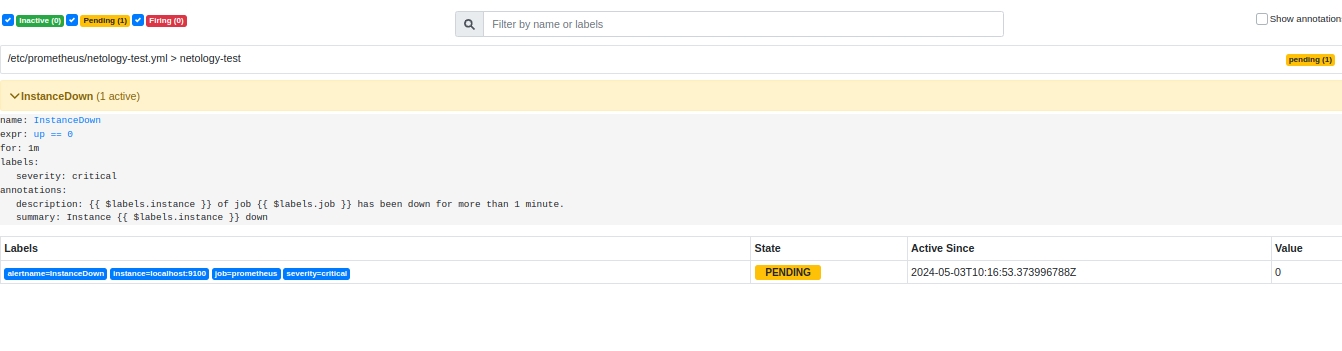 Inactive (0) Pending (1) Firing (0) Filter by name or labels Show annotation
/etc/prometheus/netology-test.yml > netology-test pending (1)
InstanceDown (1 active)
name: InstanceDown
expr: up == 0
for: 1m
labels:
severity: critical
annotations:
description: {{ $labels.instance }} of job {{ $labels.job }} has been down for more than 1 minute.
summary: Instance {{ $labels.instance }} down
Labels State Active Since Value
alertname=InstanceDown instance=localhost:9100 job=prometheus severity=critical PENDING 2024-05-03T10:16:53.373996788Z 0